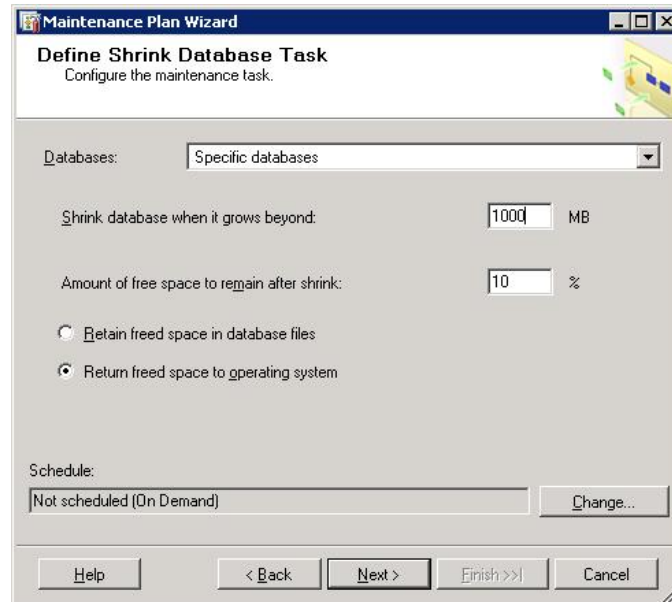 Maintenance Plan Wizard
Define Shrink Database Task
Configure the maintenance task.
Databases: Specific databases
Shrink database when it grows beyond: 1000 MB
Amount of free space to remain after shrink: 10 %
Retain freed space in database files
Return freed space to operating system
Schedule:
Not scheduled (On Demand) Change...
Help < Back Next > Finish >>| Cancel